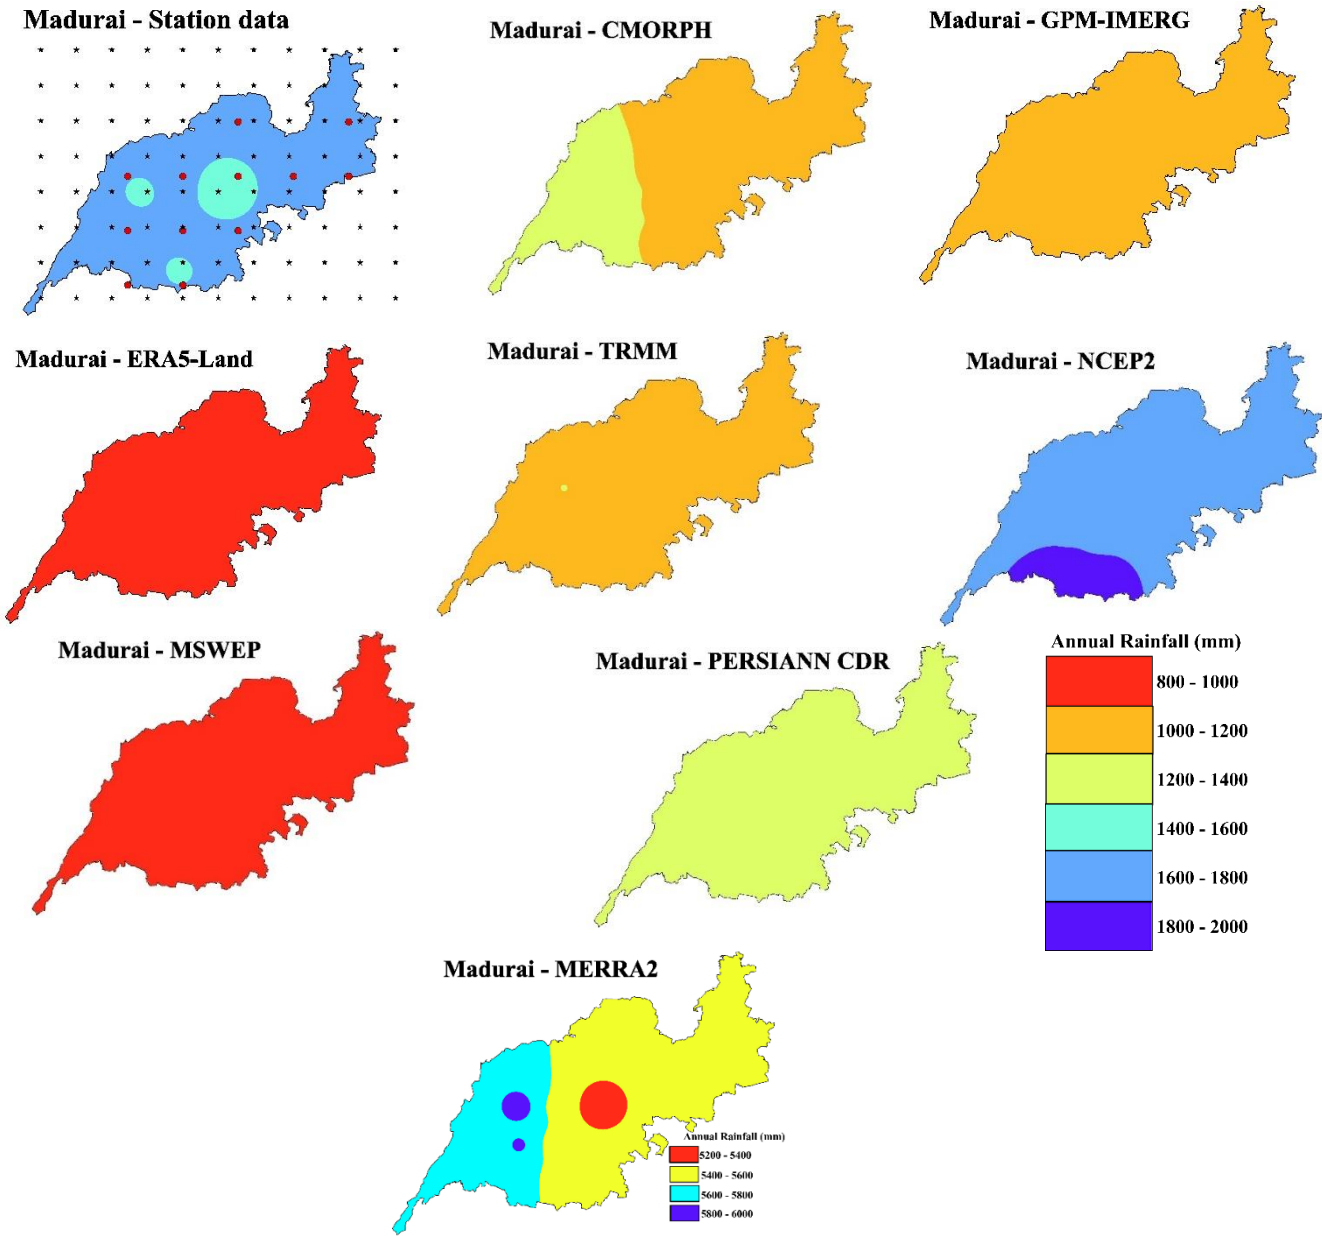 Madurai - Station data
Madurai - CMORPH
Madurai - GPM-IMERG
Madurai - ERA5-Land
Madurai - TRMM
Madurai - NCEP2
Madurai - MSWEP
Madurai - PERSIANN CDR
Annual Rainfall (mm)
800 - 1000
1000 - 1200
1200 - 1400
1400 - 1600
1600 - 1800
1800 - 2000
Madurai - MERRA2
Annual Rainfall (mm)
5200 - 5400
5400 - 5600
5600 - 5800
5800 - 6000